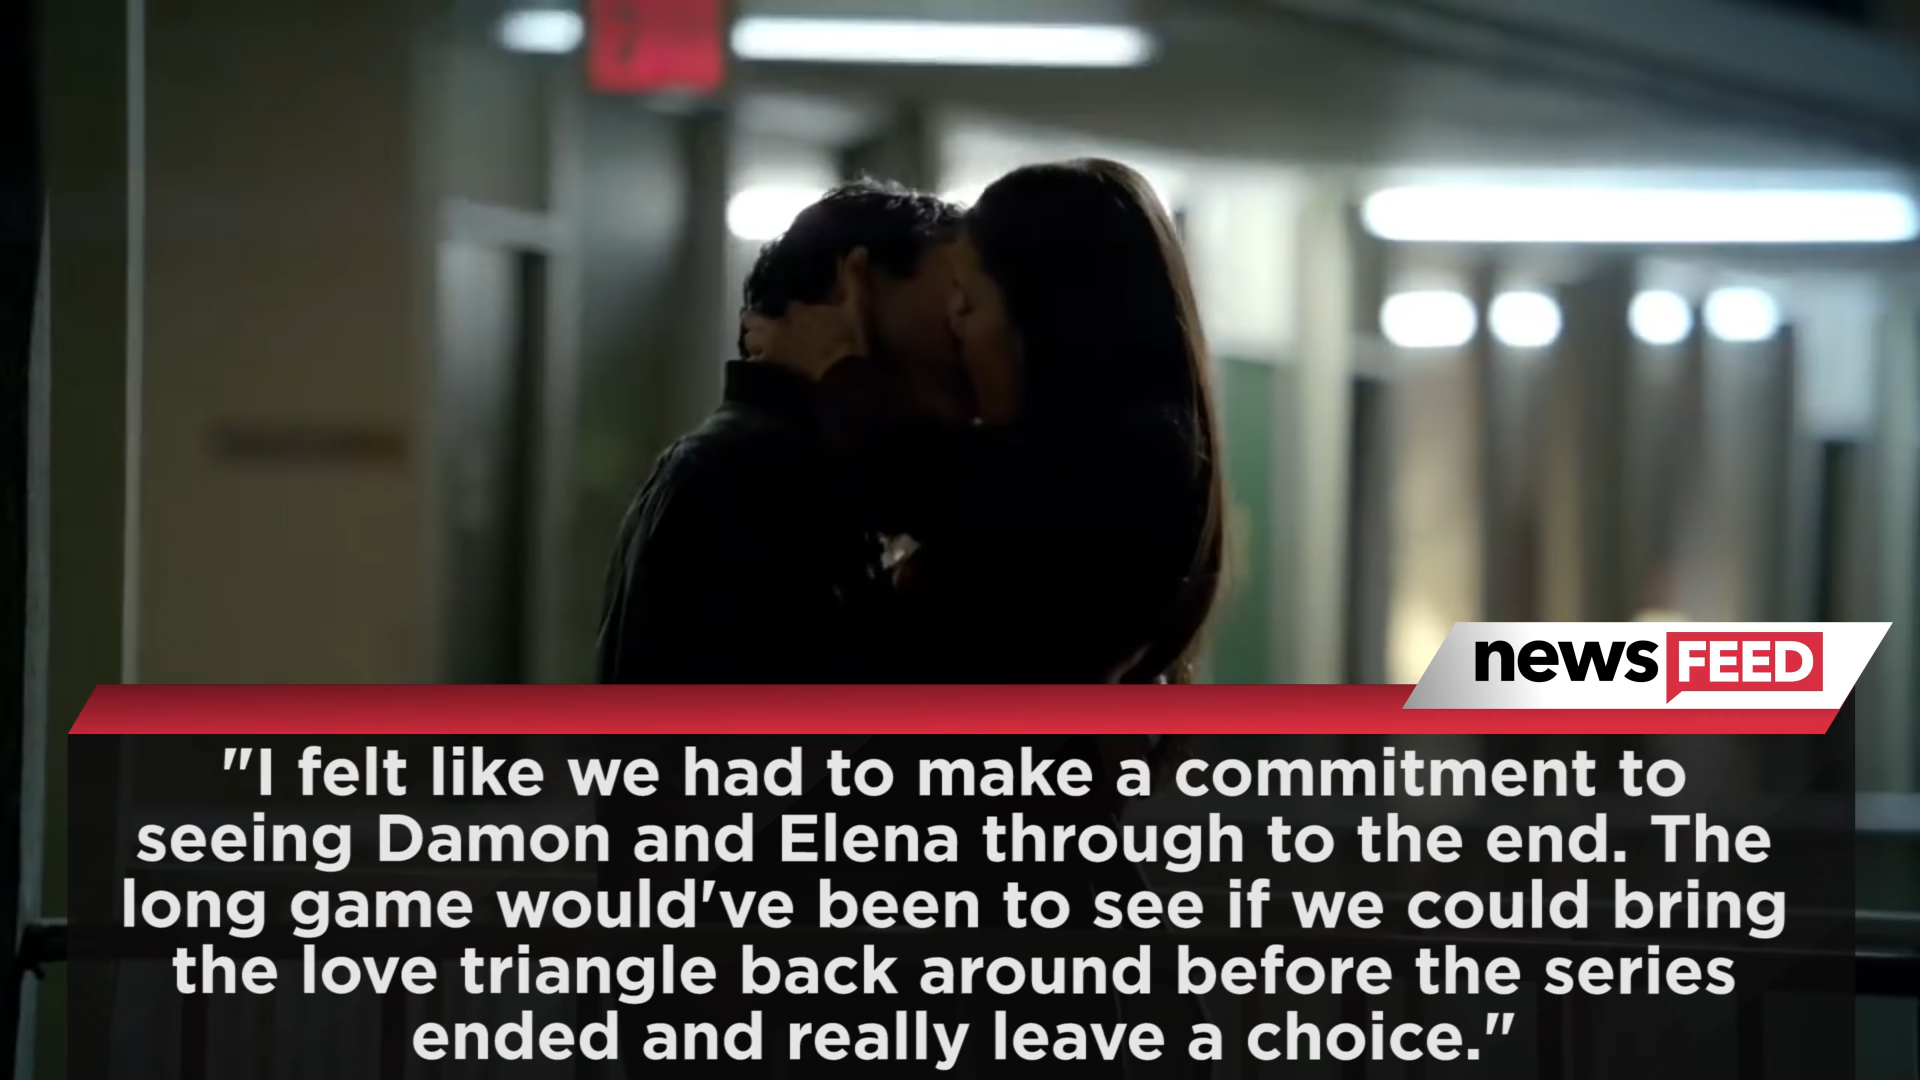 newsFEED
"I felt like we had to make a commitment to
seeing Damon and Elena through to the end. The
long game would've been to see if we could bring
the love triangle back around before the series
ended and really leave a choice."